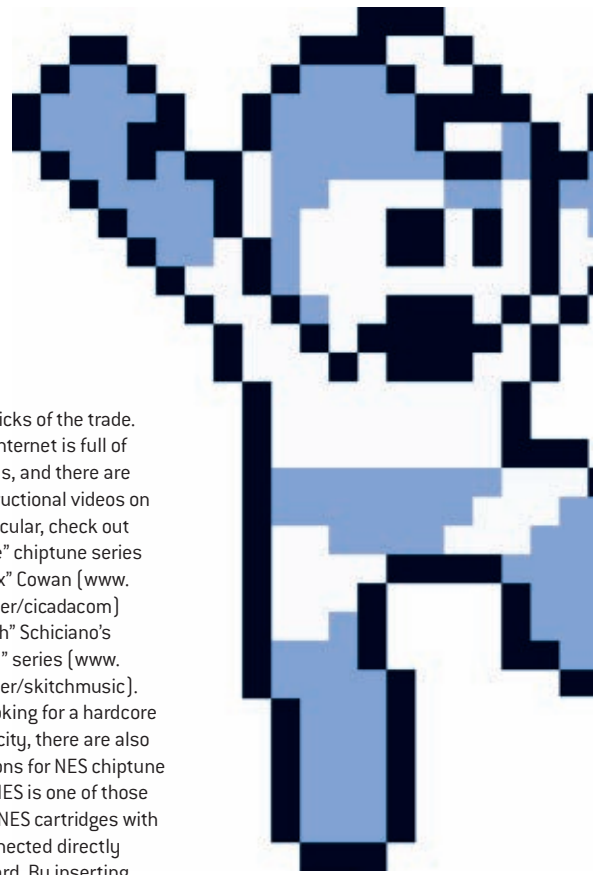 icks of the trade.
nternet is full of
s, and there are
ructional videos on
cular, check out
e” chiptune series
x” Cowan (www.
er/cicadacom)
h” Schiciano’s
” series (www.
er/skitchmusic).
oking for a hardcore
city, there are also
ons for NES chiptune
NES is one of those
NES cartridges with
nected directly
ard. By inserting